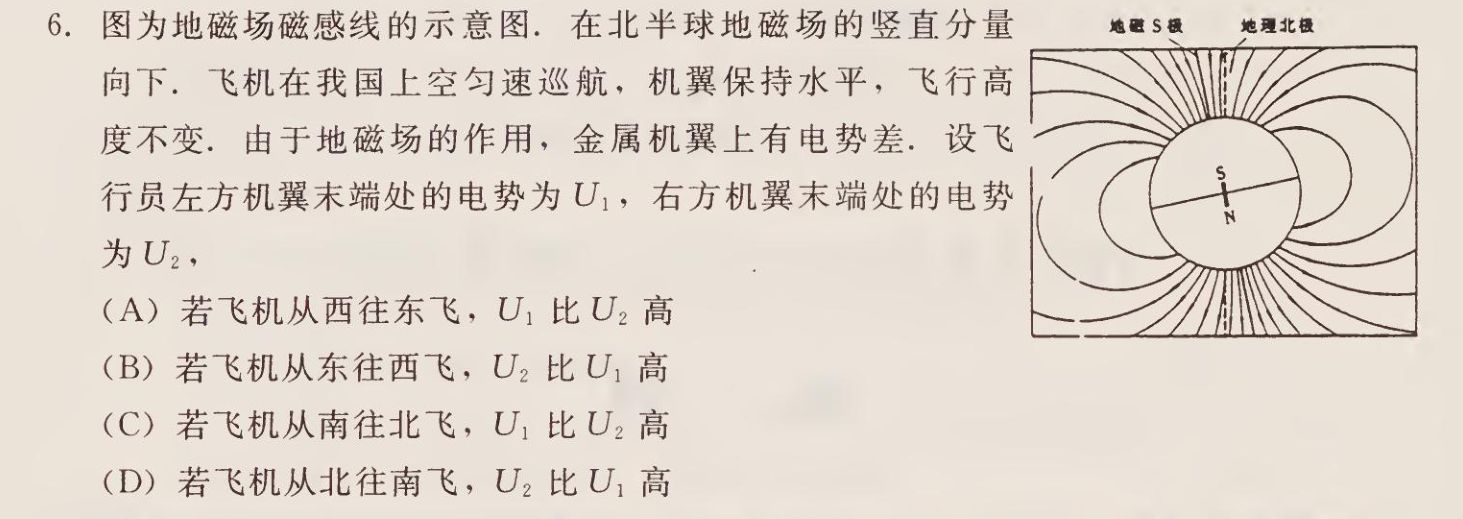 6. 图为地磁场磁感线的示意图. 在北半球地磁场的竖直分量
向下. 飞机在我国上空匀速巡航, 机翼保持水平, 飞行高
度不变. 由于地磁场的作用, 金属机翼上有电势差. 设飞
行员左方机翼末端处的电势为 U₁, 右方机翼末端处的电势
为 U₂,
(A) 若飞机从西往东飞, U₁ 比 U₂ 高
(B) 若飞机从东往西飞, U₂ 比 U₁ 高
(C) 若飞机从南往北飞, U₁ 比 U₂ 高
(D) 若飞机从北往南飞, U₂ 比 U₁ 高
地磁 S 极 地理北极
S
N